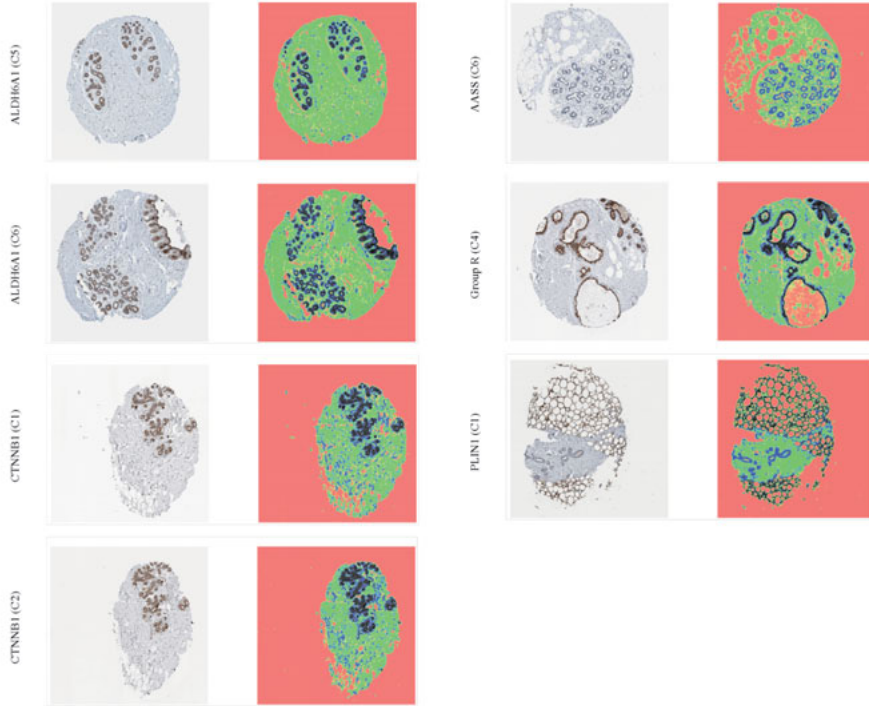 ALDH6A1 (C5)
ALDH6A1 (C6)
CTNNB1 (C1)
CTNNB1 (C2)
AASS (C6)
Group R (C4)
PLIN1 (C1)